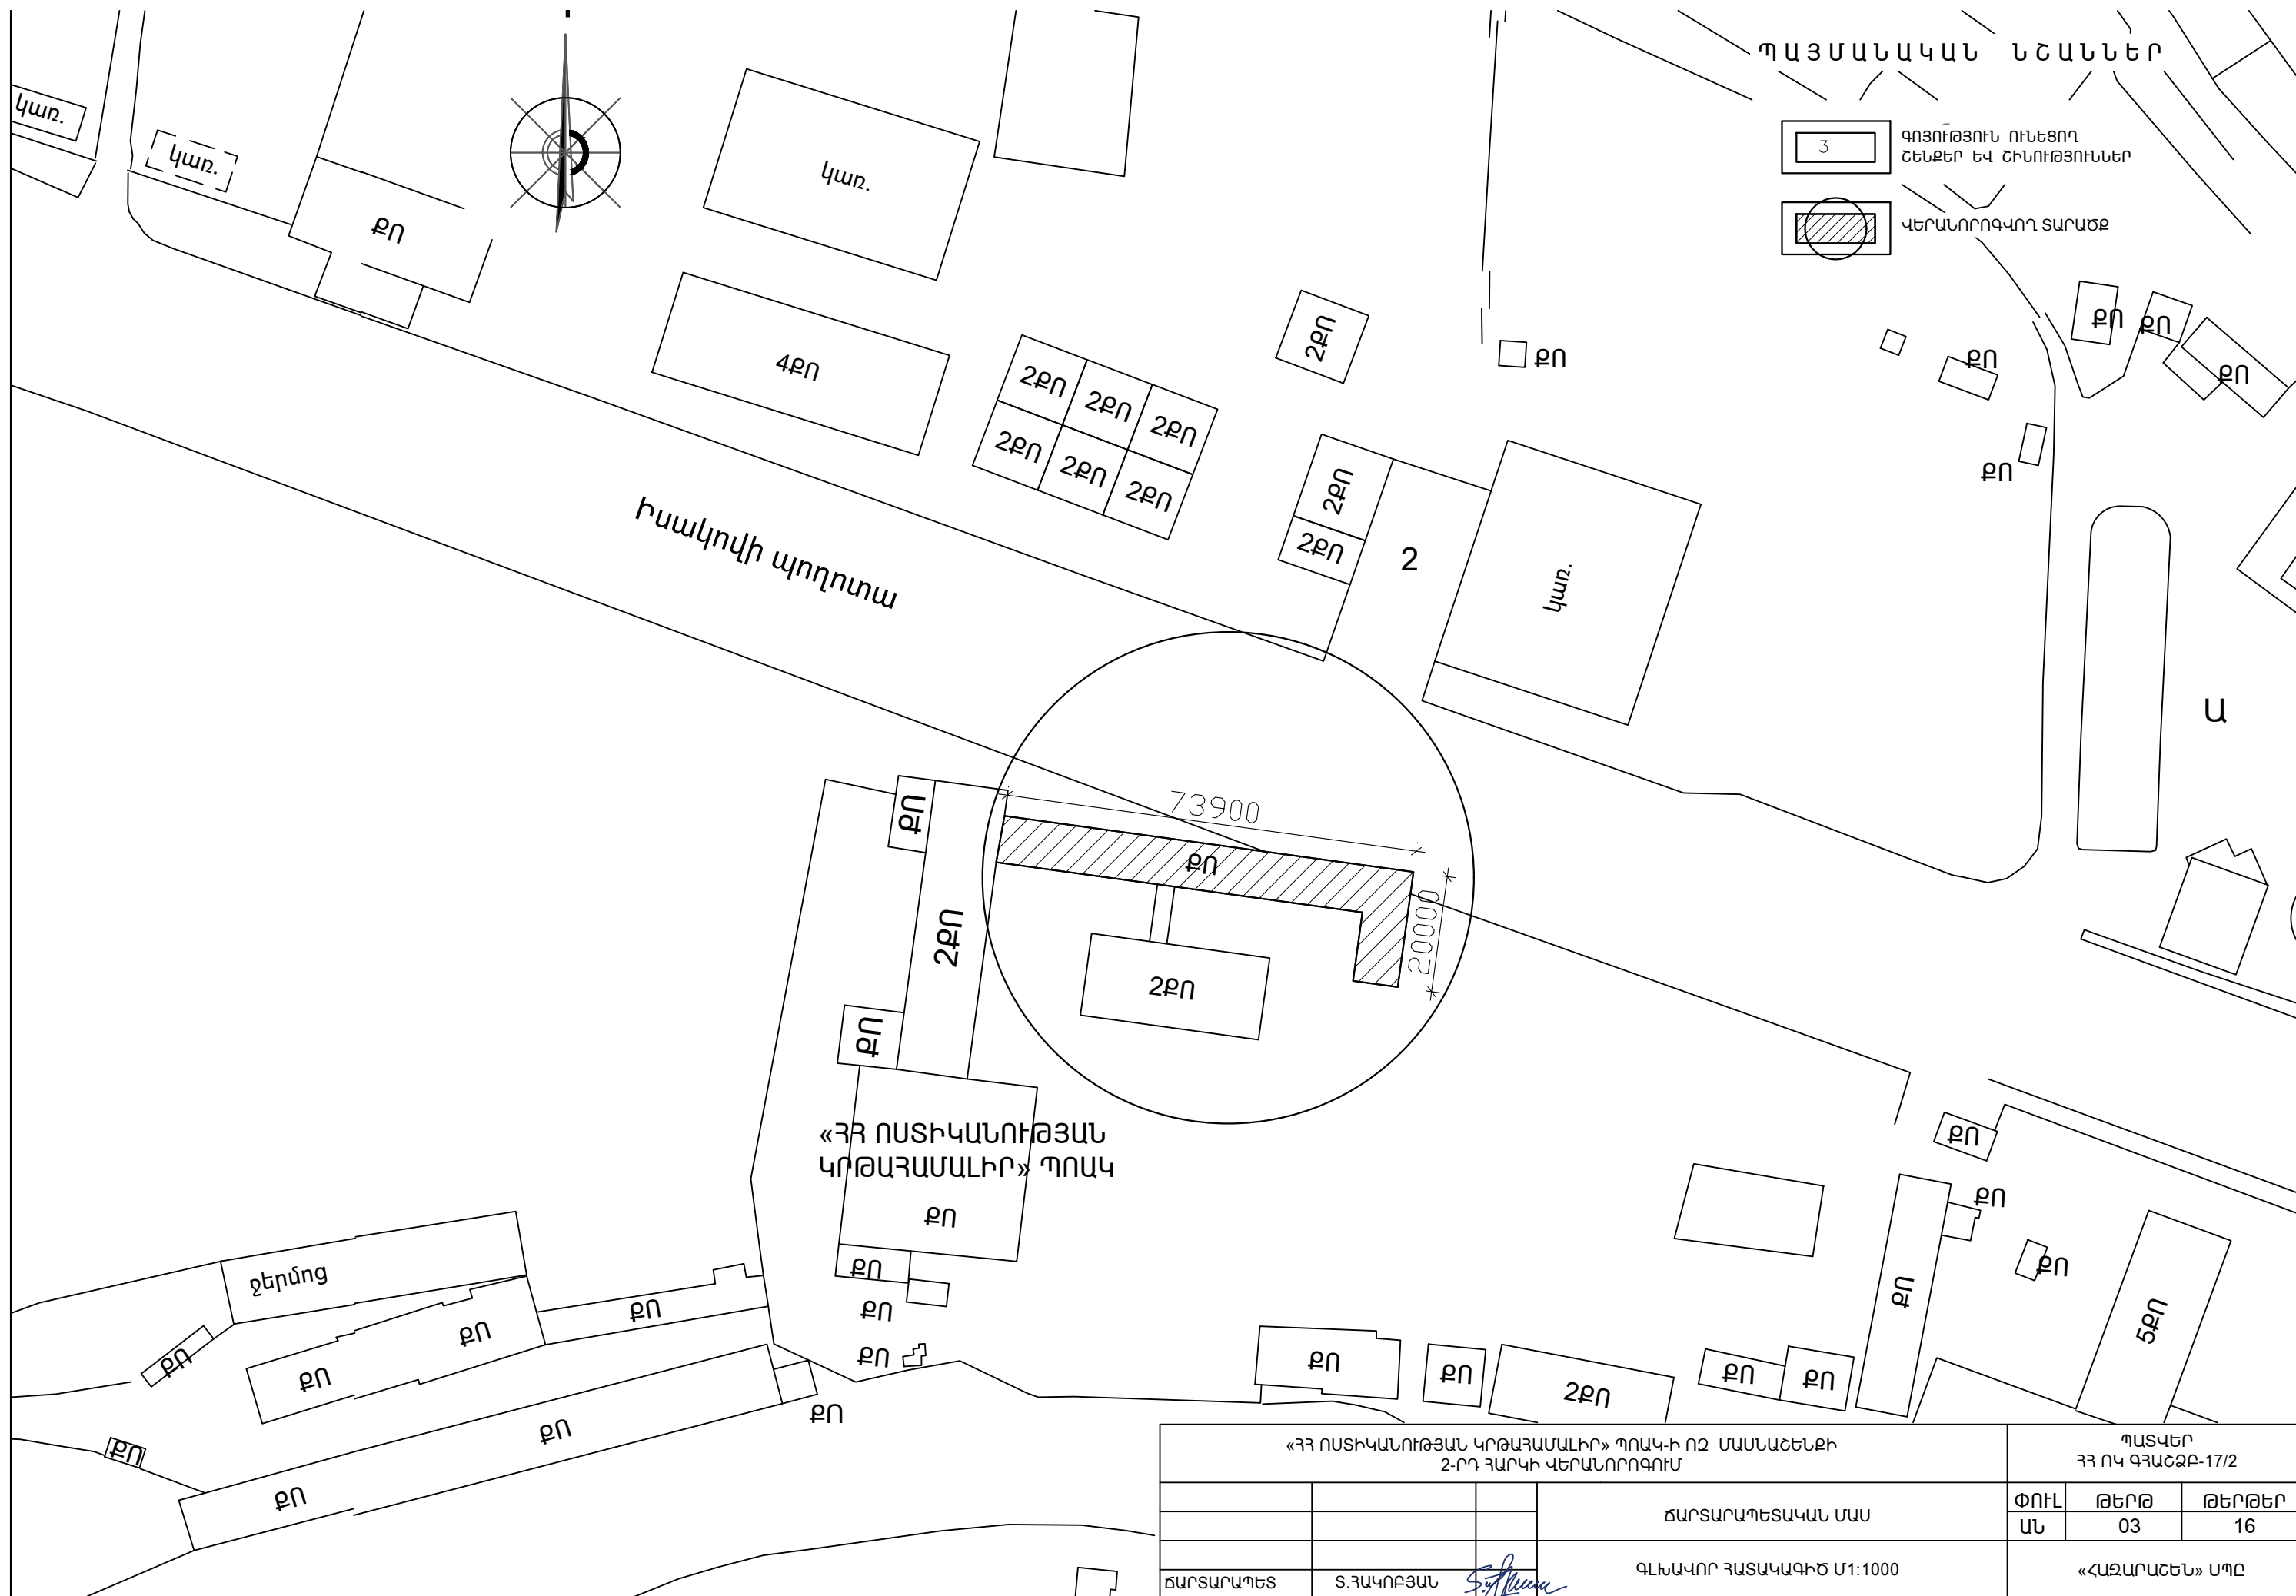 ՊԱՅՄԱՆԱԿԱՆ ՆՇԱՆՆԵՐ
3
ԳՈՅՈՒԹՅՈՒՆ ՈՒՆԵՑՈՂ
ՇԵՆՔԵՐ ԵՎ ՇԻՆՈՒԹՅՈՒՆՆԵՐ
ՎԵՐԱՆՈՐՈԳՎՈՂ ՏԱՐԱԾՔ
կառ.
կառ.
ՔՈ
կառ.
4ՔՈ
2ՔՈ
2ՔՈ
2ՔՈ
2ՔՈ
2ՔՈ
2ՔՈ
2ՔՈ
ՔՈ
ՔՈ
ՔՈ
ՔՈ
ՔՈ
ՔՈ
2ՔՈ
2ՔՈ
2
կառ.
Իսակովի պողոտա
Ա
73900
20000
ՔՈ
ՔՈ
2ՔՈ
2ՔՈ
ՔՈ
«ՀՀ ՈՍՏԻԿԱՆՈՒԹՅԱՆ
ԿՐԹԱՀԱՄԱԼԻՐ» ՊՈԱԿ
ՔՈ
ՔՈ
ՔՈ
ՔՈ
ՔՈ
ՔՈ
ՔՈ
ՔՈ
5ՔՈ
ջերմոց
ՔՈ
ՔՈ
ՔՈ
ՔՈ
ՔՈ
ՔՈ
2ՔՈ
ՔՈ
ՔՈ
ՔՈ
ՔՈ
ՔՈ
ՔՈ
«ՀՀ ՈՍՏԻԿԱՆՈՒԹՅԱՆ ԿՐԹԱՀԱՄԱԼԻՐ» ՊՈԱԿ-Ի ՈԶ ՄԱՍՆԱՇԵՆՔԻ
2-ՐԴ ՀԱՐԿԻ ՎԵՐԱՆՈՐՈԳՈՒՄ
ՊԱՏՎԵՐ
ՀՀ ՈԿ ԳՀԱՇՁԲ-17/2
ՃԱՐՏԱՐԱՊԵՏԱԿԱՆ ՄԱՍ
ՓՈՒԼ ԹԵՐԹ ԹԵՐԹԵՐ
ԱՆ 03 16
ՃԱՐՏԱՐԱՊԵՏ Տ.ՀԱԿՈԲՅԱՆ
ԳԼԽԱՎՈՐ ՀԱՏԱԿԱԳԻԾ Մ1:1000
«ՀԱԶԱՐԱՇԵՆ» ՍՊԸ